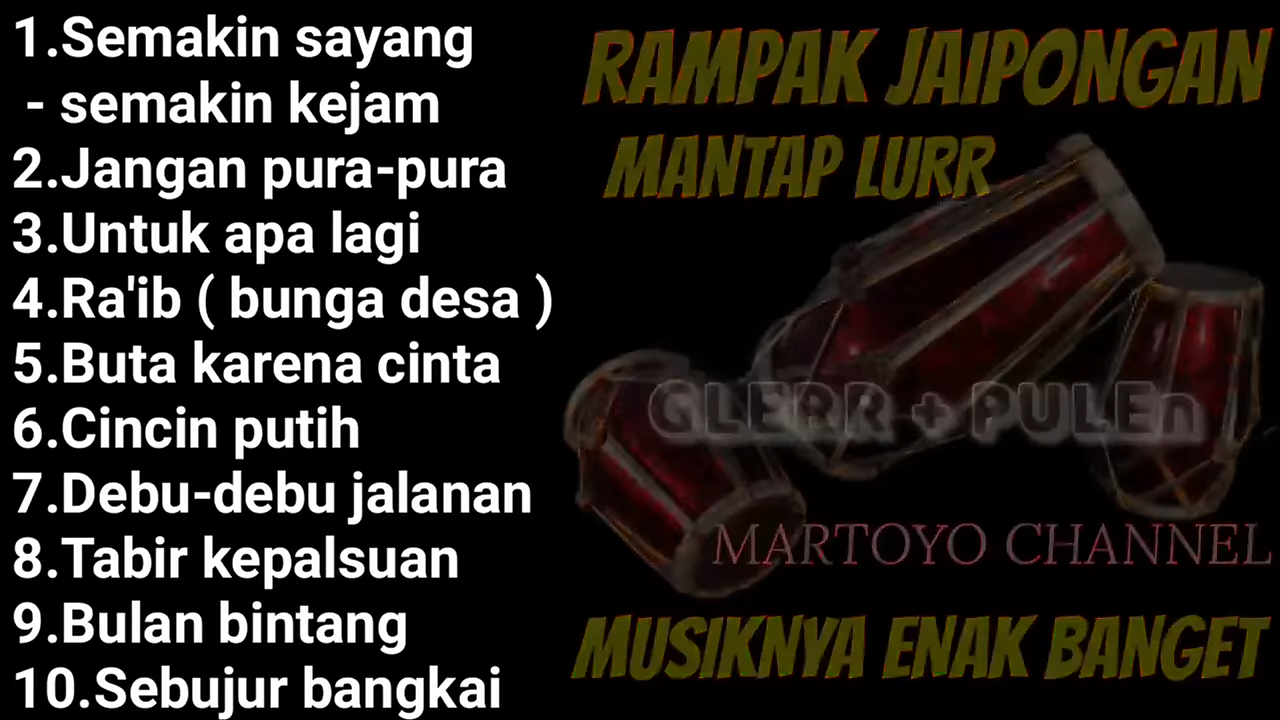 1.Semakin sayang
- semakin kejam
2.Jangan pura-pura
3.Untuk apa lagi
4.Ra'ib ( bunga desa )
5.Buta karena cinta
6.Cincin putih
7.Debu-debu jalanan
8.Tabir kepalsuan
9.Bulan bintang
10.Sebujur bangkai
RAMPAK JAIPONGAN
MANTAP LURR
GLERR + PULEn
MARTOYO CHANNEL
MUSIKNYA ENAK BANGET